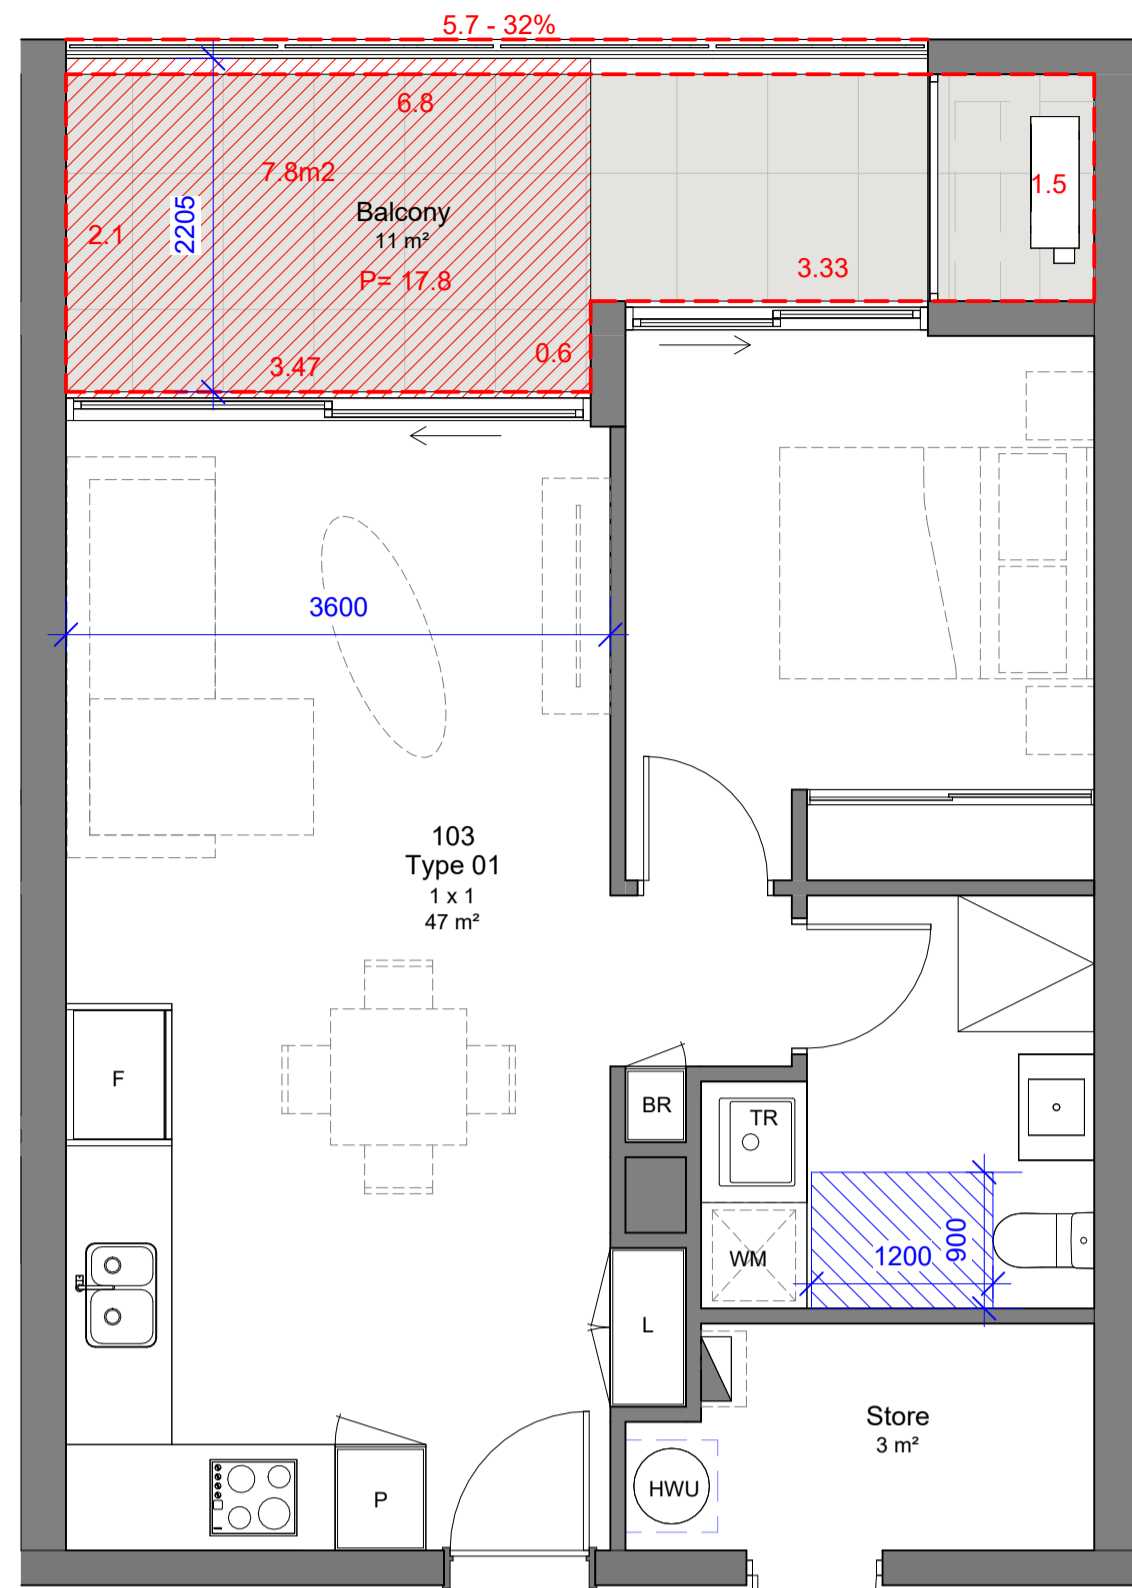 5.7 - 32%
6.8
7.8m2
1.5
2.1
2205
Balcony
11 m²
3.33
P= 17.8
0.6
3.47
3600
103
Type 01
1 x 1
47 m²
F
BR
TR
WM
1200
900
L
Store
3 m²
HWU
P